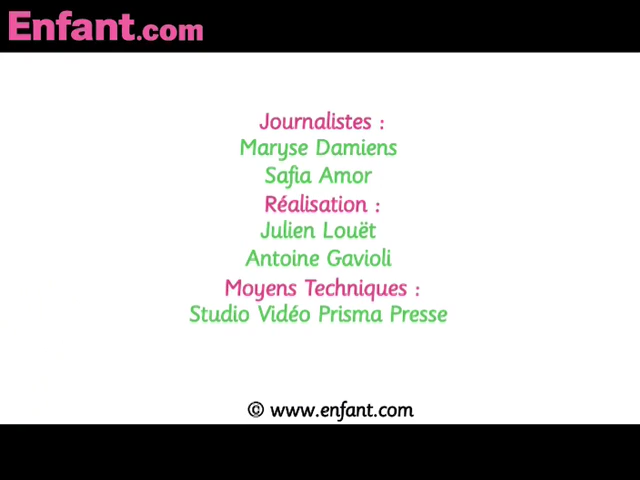 Enfant.com
Journalistes :
Maryse Damiens
Safia Amor
Réalisation :
Julien Louët
Antoine Gavioli
Moyens Techniques :
Studio Vidéo Prisma Presse
© www.enfant.com